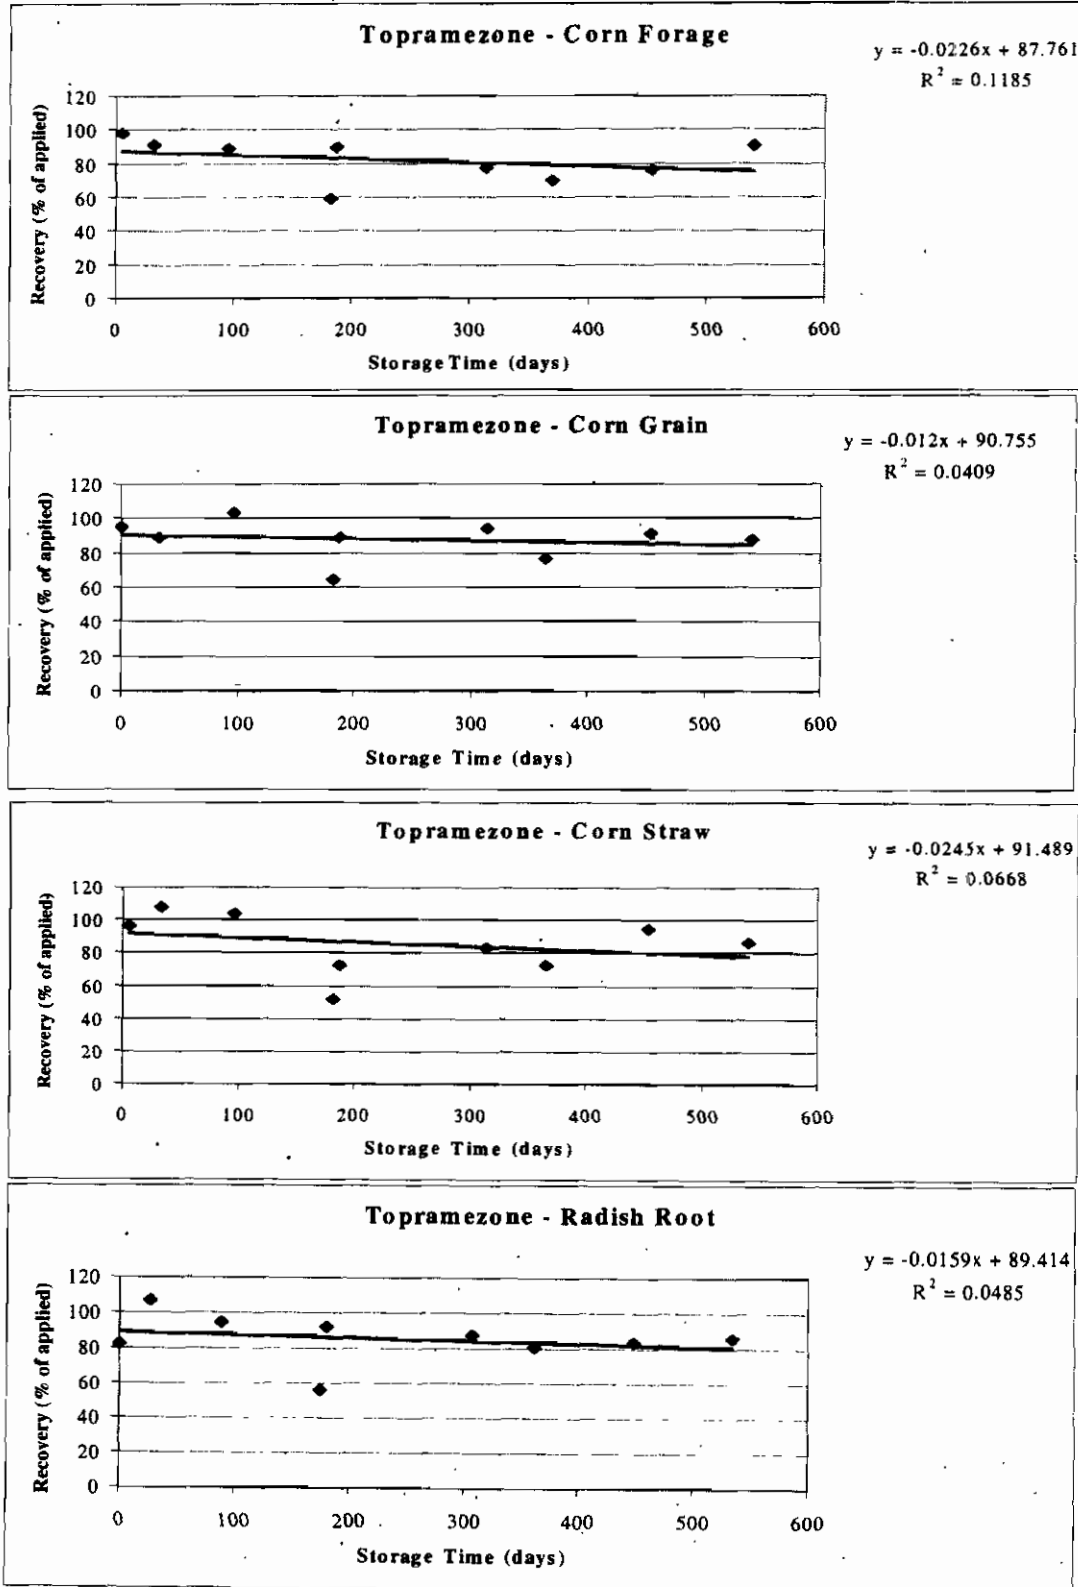 Topramezone - Corn Forage
y = -0.0226x + 87.761
R² = 0.1185
Recovery (% of applied)
120
100
80
60
40
20
0
0 100 200 300 400 500 600
Storage Time (days)
Topramezone - Corn Grain
y = -0.012x + 90.755
R² = 0.0409
Recovery (% of applied)
120
100
80
60
40
20
0
0 100 200 300 400 500 600
Storage Time (days)
Topramezone - Corn Straw
y = -0.0245x + 91.489
R² = 0.0668
Recovery (% of applied)
120
100
80
60
40
20
0
0 100 200 300 400 500 600
Storage Time (days)
Topramezone - Radish Root
y = -0.0159x + 89.414
R² = 0.0485
Recovery (% of applied)
120
100
80
60
40
20
0
0 100 200 300 400 500 600
Storage Time (days)